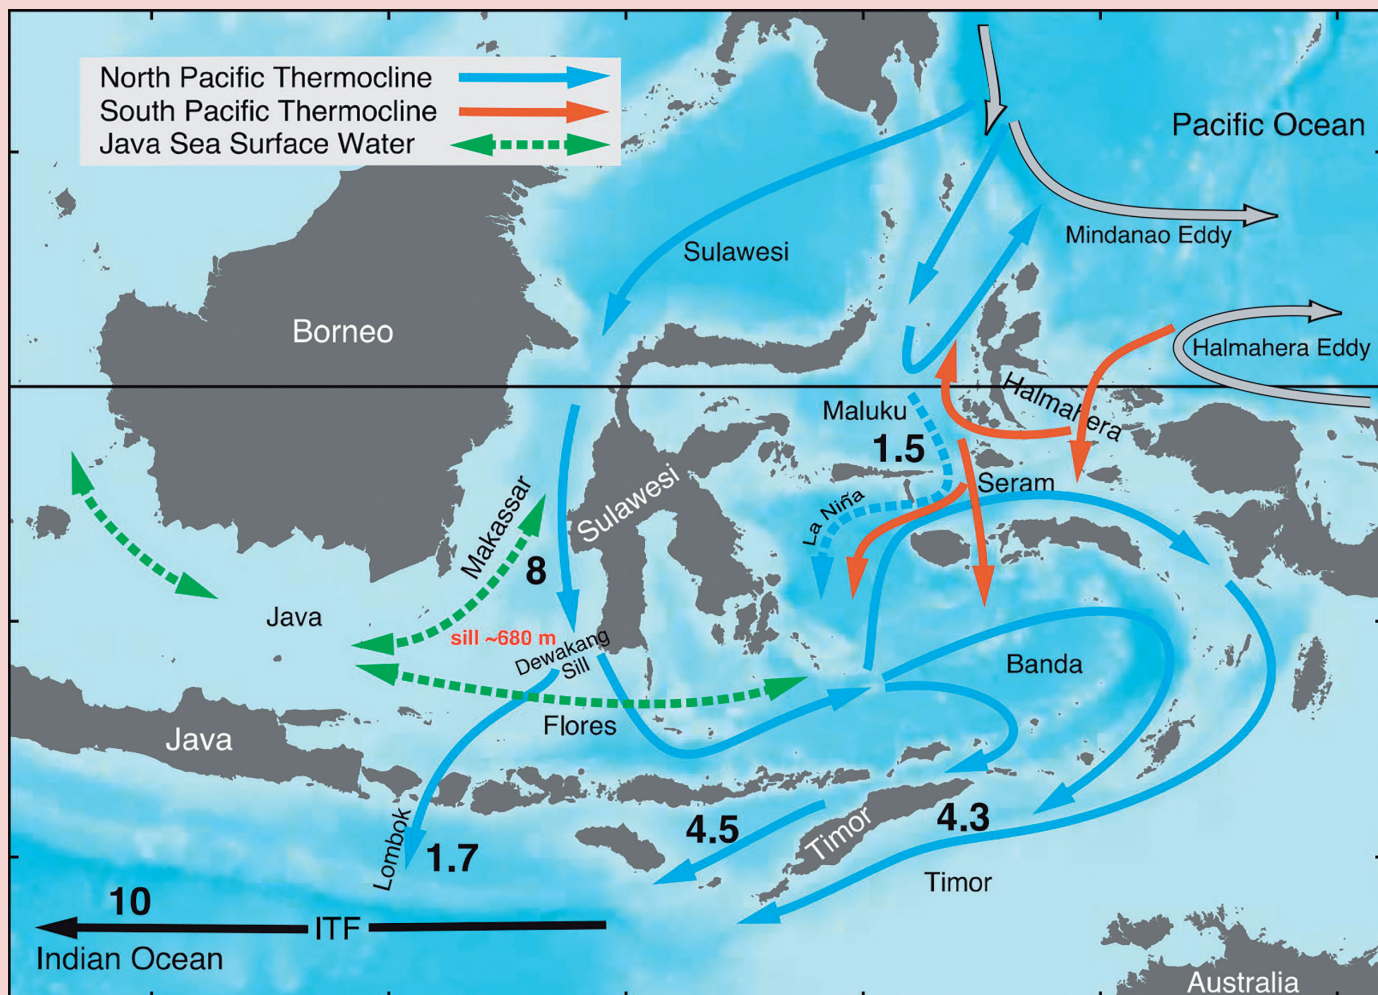 North Pacific Thermocline
South Pacific Thermocline
Java Sea Surface Water
Pacific Ocean
Mindanao Eddy
Sulawesi
Borneo
Halmahera Eddy
Halmahera
Maluku
1.5
Seram
La Niña
Makassar
Sulawesi
8
Java
sill ~680 m
Dewakang
Sill
Banda
Flores
Java
Lombok
1.7
4.5
Timor
4.3
Timor
10
ITF
Indian Ocean
Australia